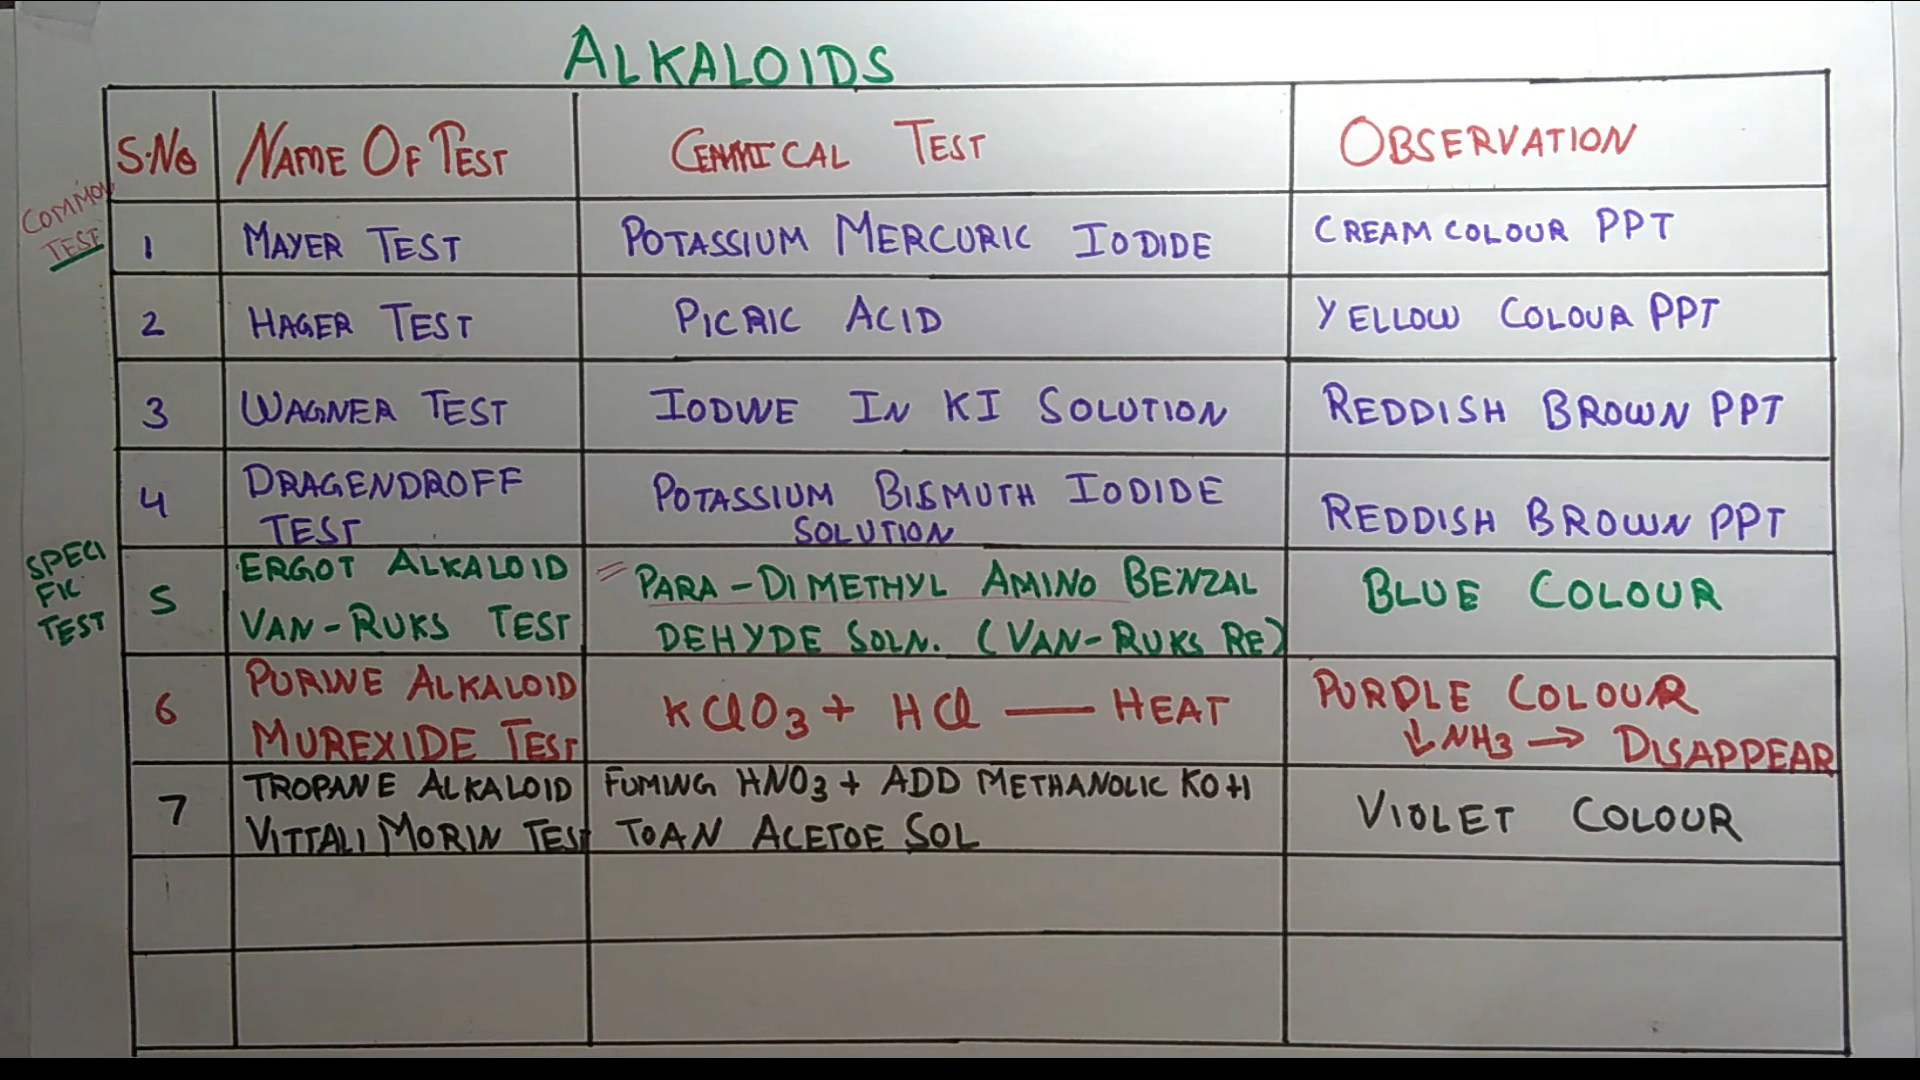 ALKALOIDS
S.No NAME OF TEST CEMMICAL TEST OBSERVATION
COMMON
TEST
1 MAYER TEST POTASSIUM MERCURIC IODIDE CREAM COLOUR PPT
2 HAGER TEST PICRIC ACID YELLOW COLOUR PPT
3 WAGNER TEST IODINE IN KI SOLUTION REDDISH BROWN PPT
4 DRAGENDROFF
TEST
POTASSIUM BISMUTH IODIDE
SOLUTION
REDDISH BROWN PPT
SPECI
FIC
TEST
5 ERGOT ALKALOID
VAN-RUKS TEST
PARA-DIMETHYL AMINO BENZAL
DEHYDE SOLN. (VAN-RUKS RE)
BLUE COLOUR
6 PURINE ALKALOID
MUREXIDE TEST
KClO3 + HCl — HEAT
PURPLE COLOUR
↓NH3 → DISAPPEAR
7 TROPANE ALKALOID
VITTALI MORIN TEST
FUMING HNO3 + ADD METHANOLIC KOH
TO AN ACETOE SOL
VIOLET COLOUR